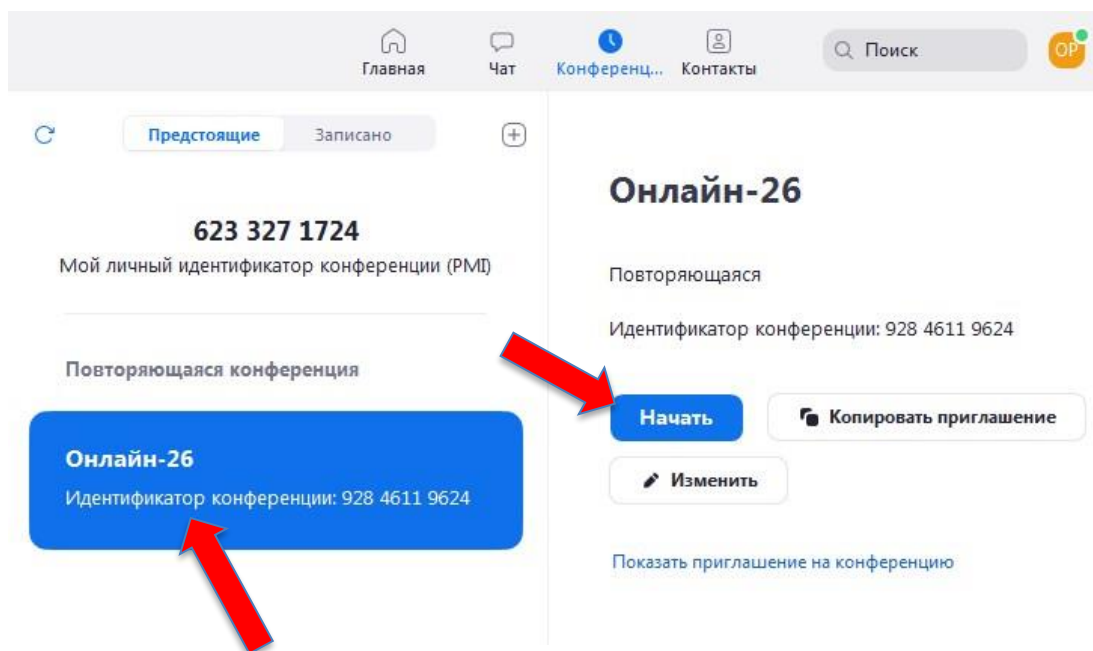 Главная
Чат
Конференц...
Контакты
Поиск
OP
Предстоящие
Записано
623 327 1724
Мой личный идентификатор конференции (PMI)
Повторяющаяся конференция
Онлайн-26
Идентификатор конференции: 928 4611 9624
Онлайн-26
Повторяющаяся
Идентификатор конференции: 928 4611 9624
Начать
Копировать приглашение
Изменить
Показать приглашение на конференцию